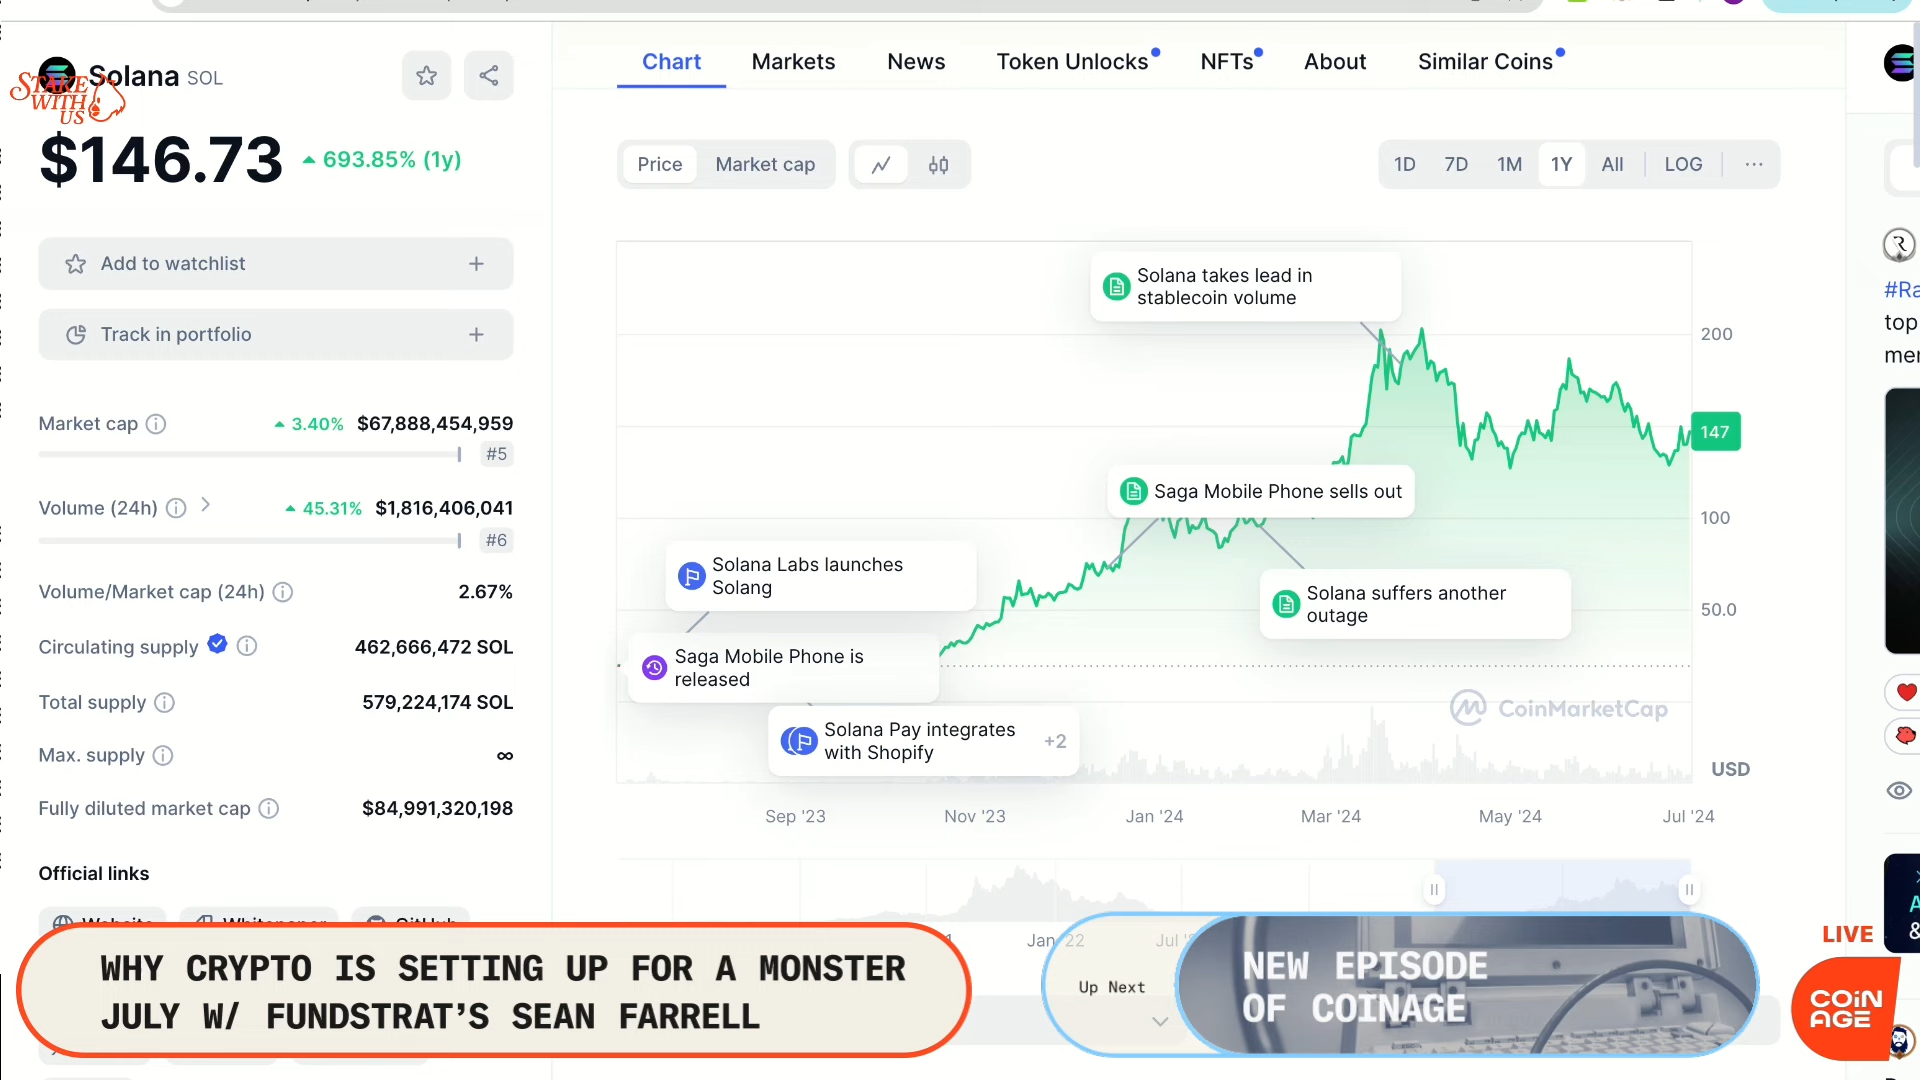 Solana SOL
STAKE
WITH
US
$146.73
693.85% (1y)
Add to watchlist
Track in portfolio
Market cap
3.40% $67,888,454,959
#5
Volume (24h)
45.31% $1,816,406,041
#6
Volume/Market cap (24h)
2.67%
Circulating supply
462,666,472 SOL
Total supply
579,224,174 SOL
Max. supply
∞
Fully diluted market cap
$84,991,320,198
Official links
Website Whitepaper GitHub
Chart Markets News Token Unlocks NFTs About Similar Coins
Price Market cap
1D 7D 1M 1Y All LOG
Solana takes lead in
stablecoin volume
Saga Mobile Phone sells out
Solana Labs launches
Solang
Solana suffers another
outage
Saga Mobile Phone is
released
Solana Pay integrates
with Shopify
+2
200
147
100
50.0
CoinMarketCap
USD
Sep '23 Nov '23 Jan '24 Mar '24 May '24 Jul '24
#Ra
top
mer
WHY CRYPTO IS SETTING UP FOR A MONSTER
JULY W/ FUNDSTRAT'S SEAN FARRELL
Up Next
NEW EPISODE
OF COINAGE
LIVE
COIN
AGE